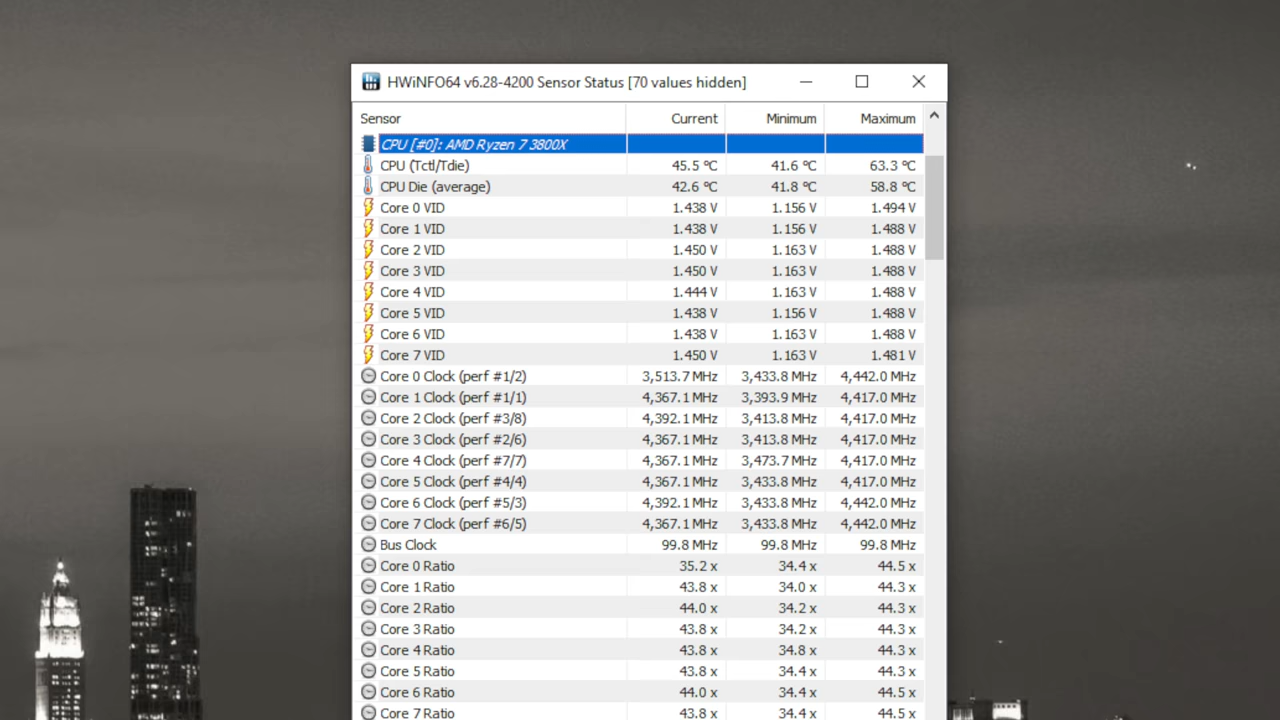 HWiNFO64 v6.28-4200 Sensor Status [70 values hidden]
Sensor Current Minimum Maximum
CPU [#0]: AMD Ryzen 7 3800X
CPU (Tctl/Tdie) 45.5 ºC 41.6 ºC 63.3 ºC
CPU Die (average) 42.6 ºC 41.8 ºC 58.8 ºC
Core 0 VID 1.438 V 1.156 V 1.494 V
Core 1 VID 1.438 V 1.156 V 1.488 V
Core 2 VID 1.450 V 1.163 V 1.488 V
Core 3 VID 1.450 V 1.163 V 1.488 V
Core 4 VID 1.444 V 1.163 V 1.488 V
Core 5 VID 1.438 V 1.156 V 1.488 V
Core 6 VID 1.438 V 1.163 V 1.488 V
Core 7 VID 1.450 V 1.163 V 1.481 V
Core 0 Clock (perf #1/2) 3,513.7 MHz 3,433.8 MHz 4,442.0 MHz
Core 1 Clock (perf #1/1) 4,367.1 MHz 3,393.9 MHz 4,417.0 MHz
Core 2 Clock (perf #3/8) 4,392.1 MHz 3,413.8 MHz 4,417.0 MHz
Core 3 Clock (perf #2/6) 4,367.1 MHz 3,413.8 MHz 4,417.0 MHz
Core 4 Clock (perf #7/7) 4,367.1 MHz 3,473.7 MHz 4,417.0 MHz
Core 5 Clock (perf #4/4) 4,367.1 MHz 3,433.8 MHz 4,417.0 MHz
Core 6 Clock (perf #5/3) 4,392.1 MHz 3,433.8 MHz 4,442.0 MHz
Core 7 Clock (perf #6/5) 4,367.1 MHz 3,433.8 MHz 4,442.0 MHz
Bus Clock 99.8 MHz 99.8 MHz 99.8 MHz
Core 0 Ratio 35.2 x 34.4 x 44.5 x
Core 1 Ratio 43.8 x 34.0 x 44.3 x
Core 2 Ratio 44.0 x 34.2 x 44.3 x
Core 3 Ratio 43.8 x 34.2 x 44.3 x
Core 4 Ratio 43.8 x 34.8 x 44.3 x
Core 5 Ratio 43.8 x 34.4 x 44.3 x
Core 6 Ratio 44.0 x 34.4 x 44.5 x
Core 7 Ratio 43.8 x 34.4 x 44.5 x